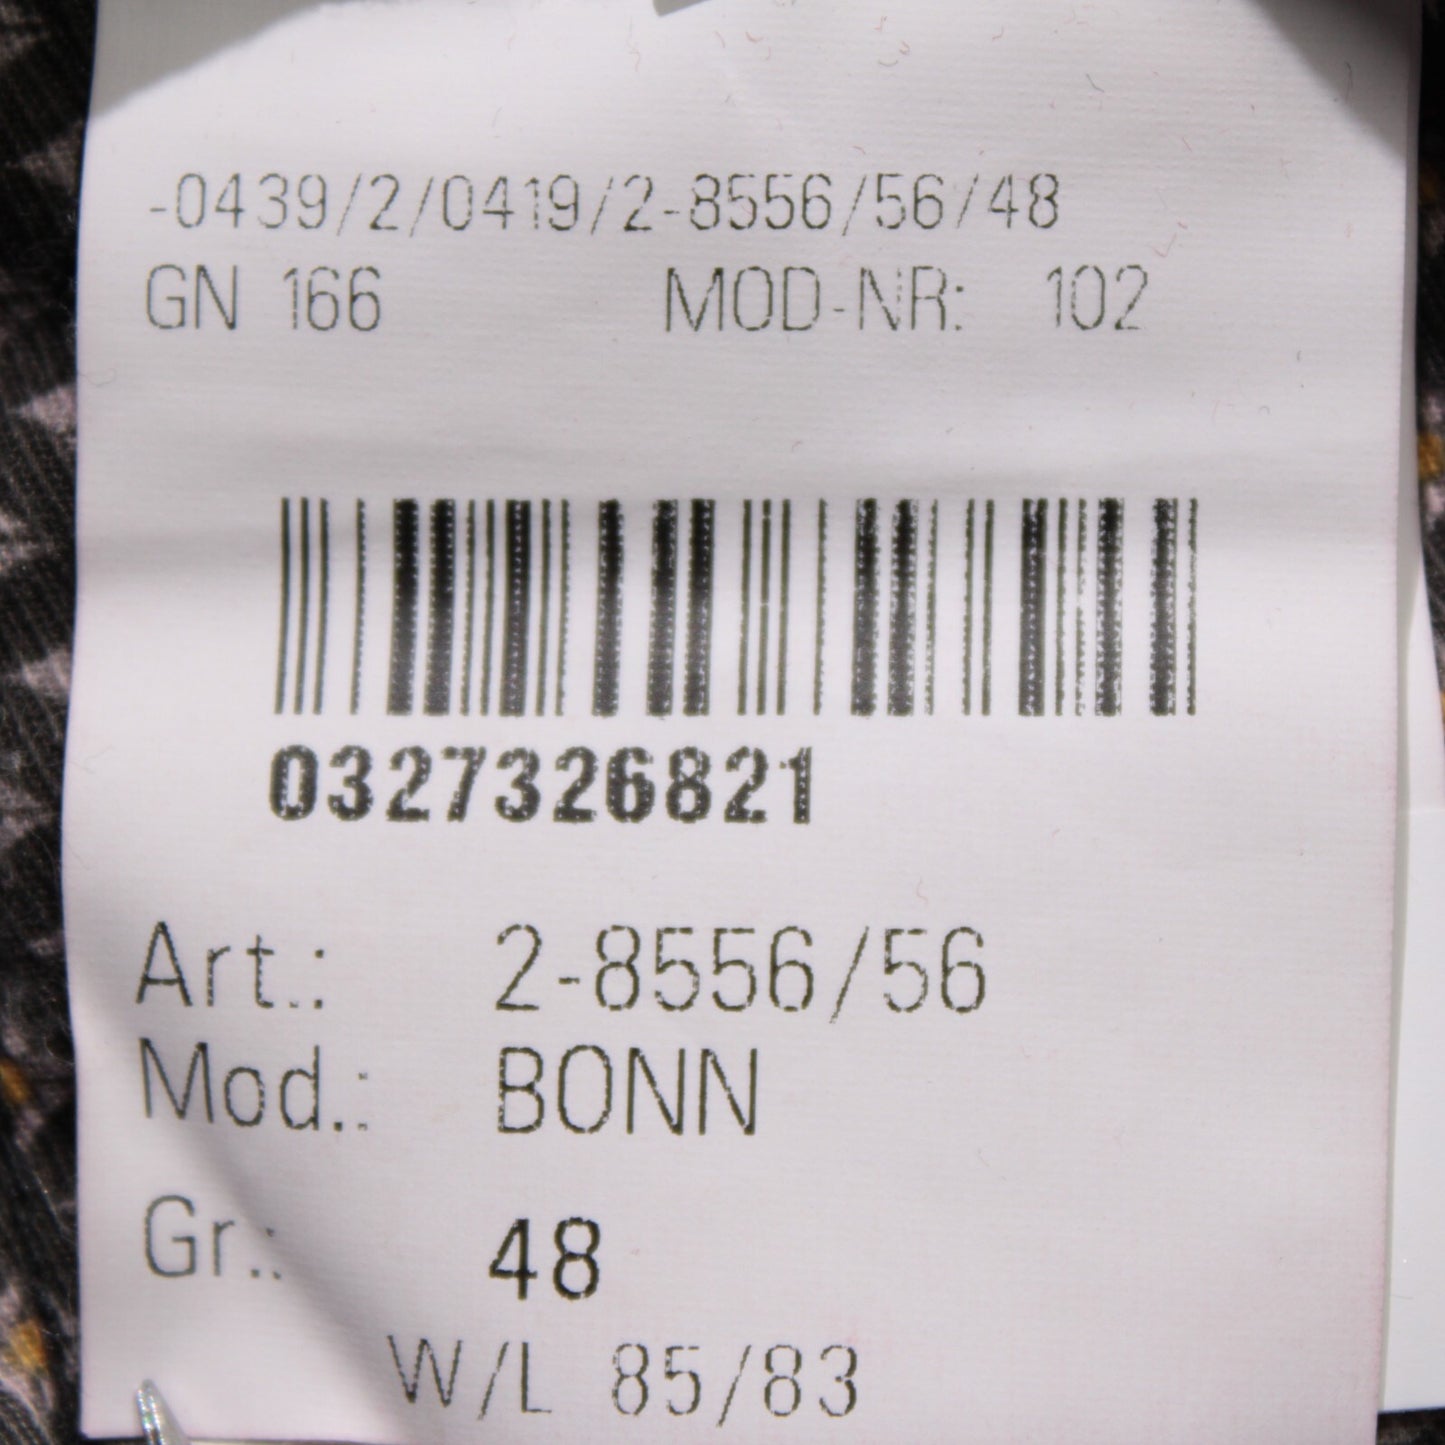 -0439/2/0419/2-8556/56/48
GN 166 MOD-NR: 102
0327326821
Art.: 2-8556/56
Mod.: BONN
Gr.: 48
W/L 85/83